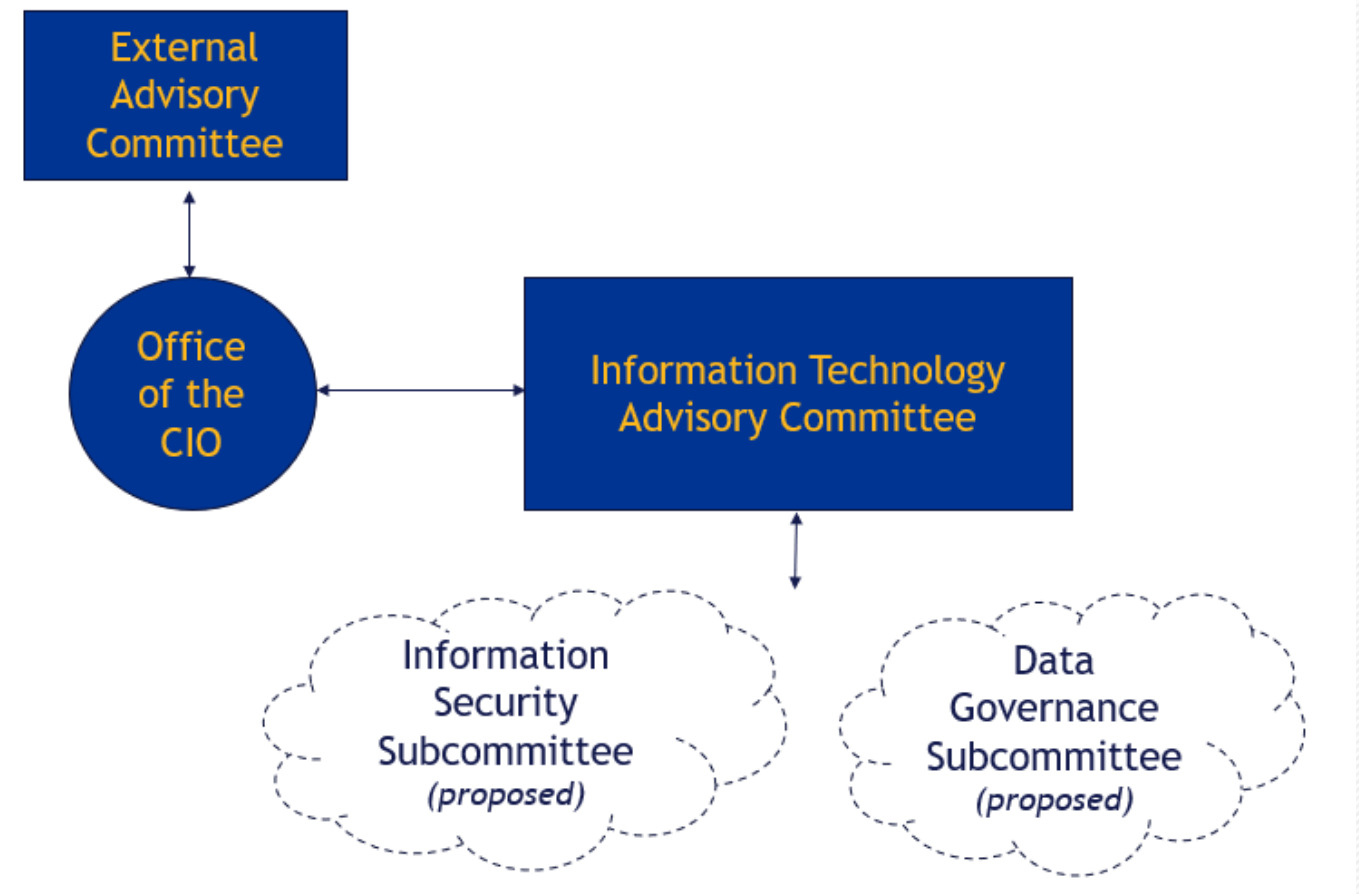 External
Advisory
Committee
Office
of the
CIO
Information Technology
Advisory Committee
Information
Security
Subcommittee
(proposed)
Data
Governance
Subcommittee
(proposed)